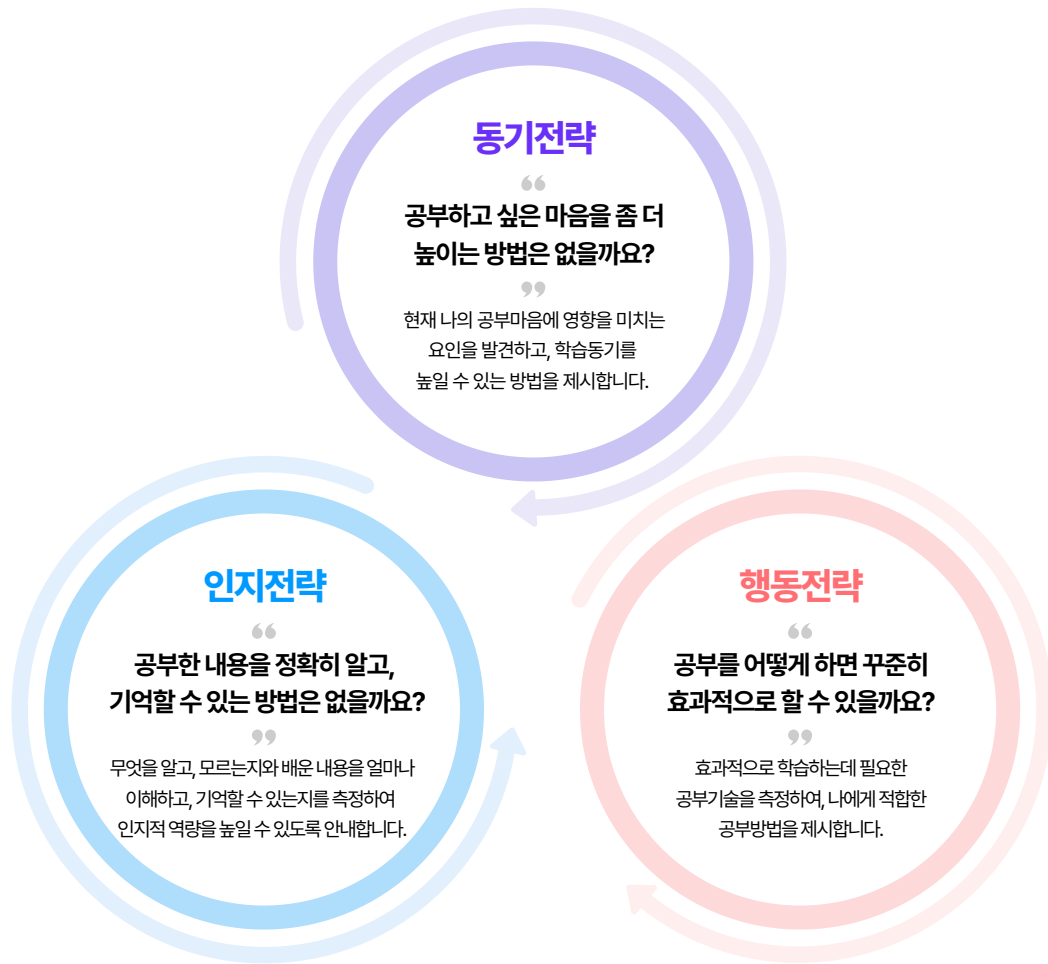 동기전략
“
공부하고 싶은 마음을 좀 더
높이는 방법은 없을까요?
”
현재 나의 공부마음에 영향을 미치는
요인을 발견하고, 학습동기를
높일 수 있는 방법을 제시합니다.
인지전략
“
공부한 내용을 정확히 알고,
기억할 수 있는 방법은 없을까요?
”
무엇을 알고, 모르는지와 배운 내용을 얼마나
이해하고, 기억할 수 있는지를 측정하여
인지적 역량을 높일 수 있도록 안내합니다.
행동전략
“
공부를 어떻게 하면 꾸준히
효과적으로 할 수 있을까요?
”
효과적으로 학습하는데 필요한
공부기술을 측정하여, 나에게 적합한
공부방법을 제시합니다.